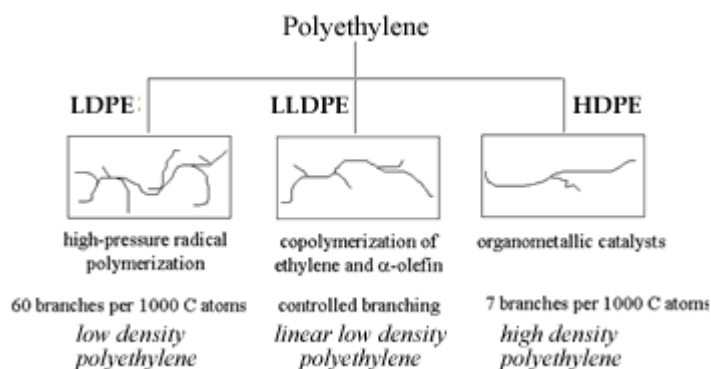 Polyethylene
LDPE:
LLDPE
HDPE
high-pressure radical
polymerization
copolymerization of
ethylene and α-olefin
organometallic catalysts
60 branches per 1000 C atoms
controlled branching
7 branches per 1000 C atoms
low density
polyethylene
linear low density
polyethylene
high density
polyethylene